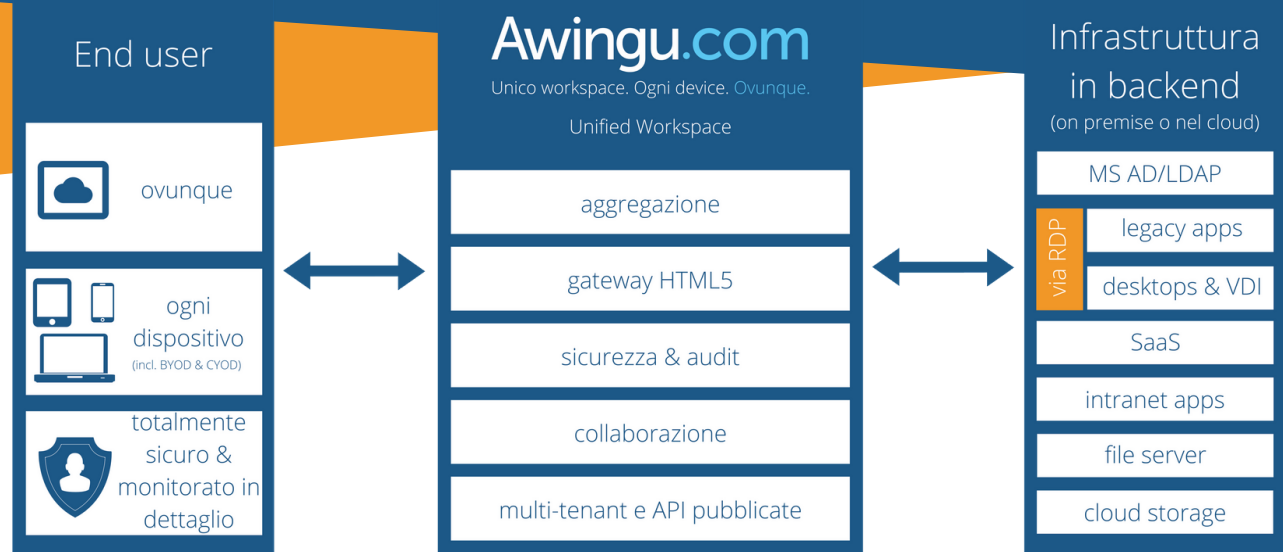 End user
ovunque
ogni
dispositivo
(incl. BYOD & CYOD)
totalmente
sicuro &
monitorato in
dettaglio
Awingu.com
Unico workspace. Ogni device. Ovunque.
Unified Workspace
aggregazione
gateway HTML5
sicurezza & audit
collaborazione
multi-tenant e API pubblicate
Infrastruttura
in backend
(on premise o nel cloud)
MS AD/LDAP
via RDP
legacy apps
desktops & VDI
SaaS
intranet apps
file server
cloud storage